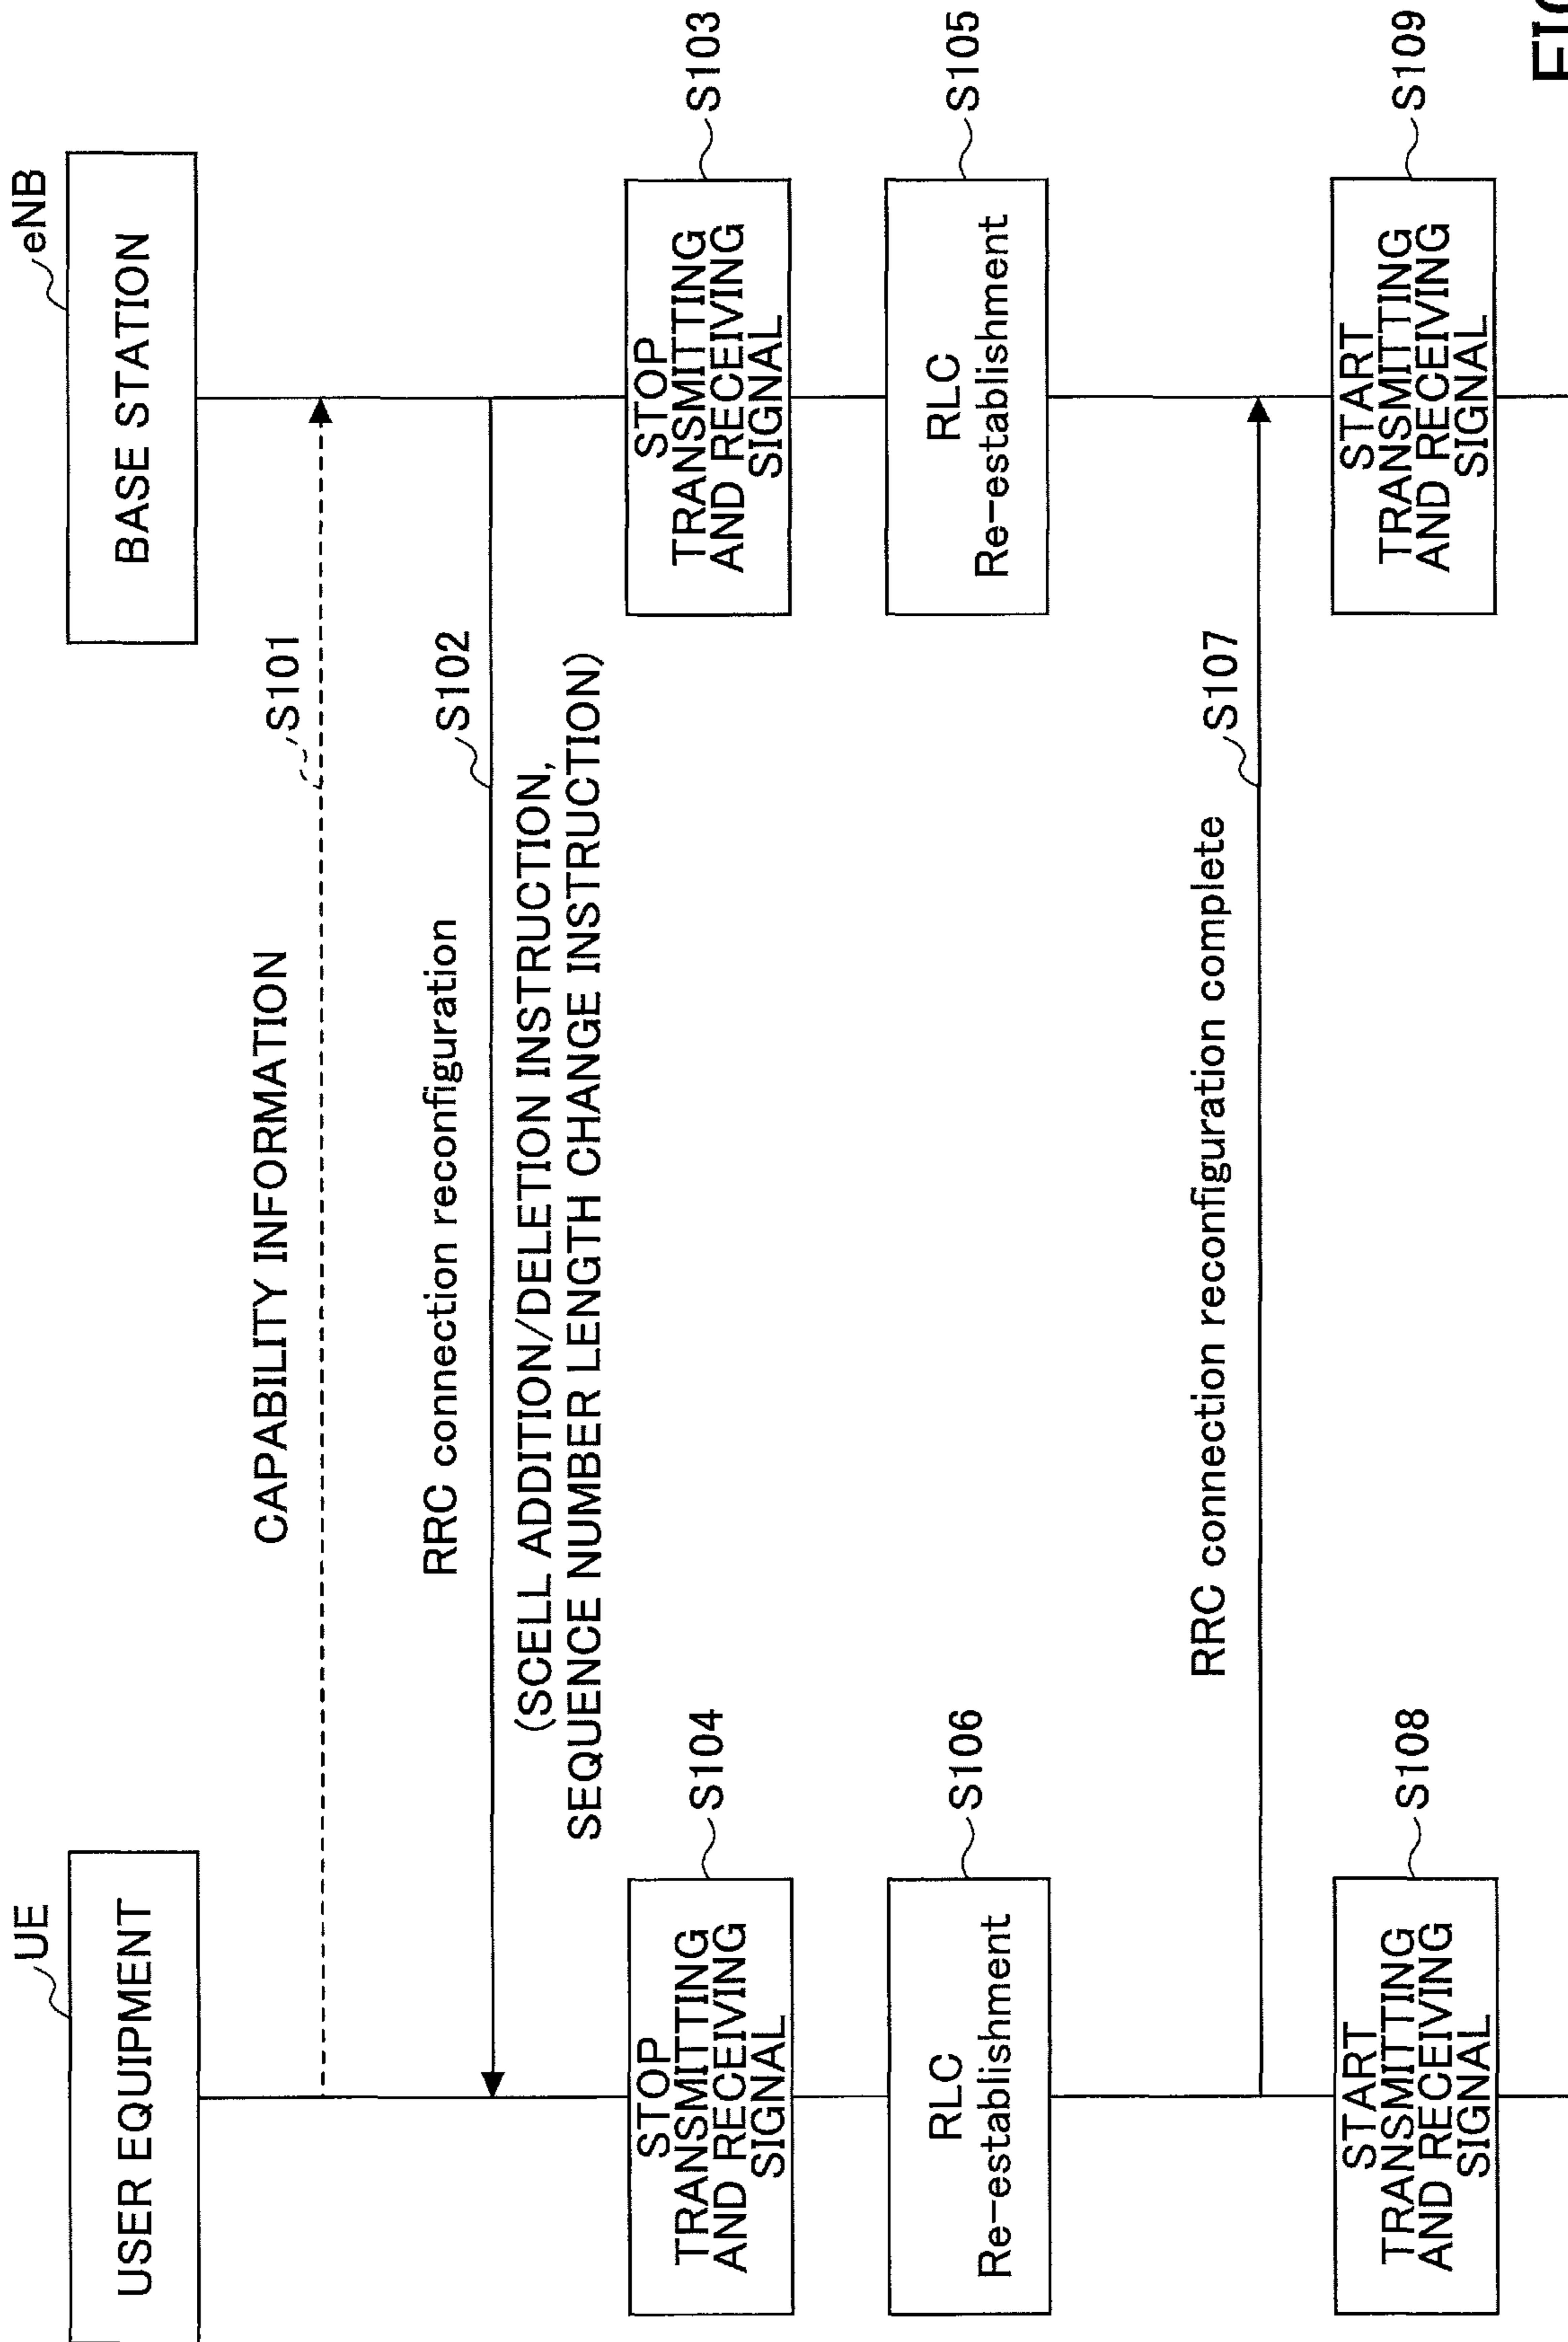 UE
USER EQUIPMENT
eNB
BASE STATION
CAPABILITY INFORMATION
S101
RRC connection reconfiguration
S102
(SCELL ADDITION/DELETION INSTRUCTION,
SEQUENCE NUMBER LENGTH CHANGE INSTRUCTION)
STOP
TRANSMITTING
AND RECEIVING
SIGNAL
S104
STOP
TRANSMITTING
AND RECEIVING
SIGNAL
S103
RLC
Re-establishment
S106
RLC
Re-establishment
S105
RRC connection reconfiguration complete
S107
START
TRANSMITTING
AND RECEIVING
SIGNAL
S108
START
TRANSMITTING
AND RECEIVING
SIGNAL
S109